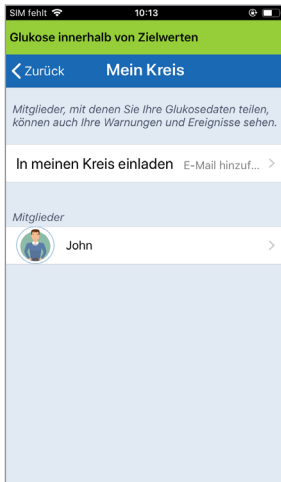 SIM fehlt 10:13
Glukose innerhalb von Zielwerten
Zurück Mein Kreis
Mitglieder, mit denen Sie Ihre Glukosedaten teilen,
können auch Ihre Warnungen und Ereignisse sehen.
In meinen Kreis einladen E-Mail hinzuf...
Mitglieder
John